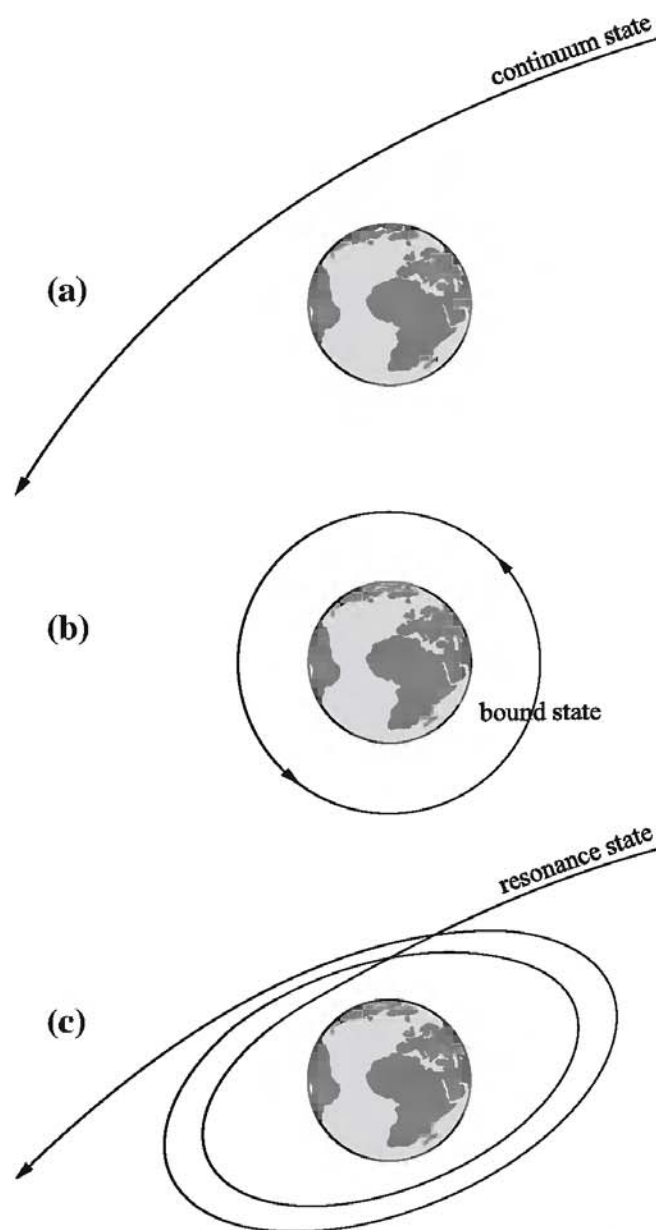 continuum state
(a)
(b)
bound state
resonance state
(c)